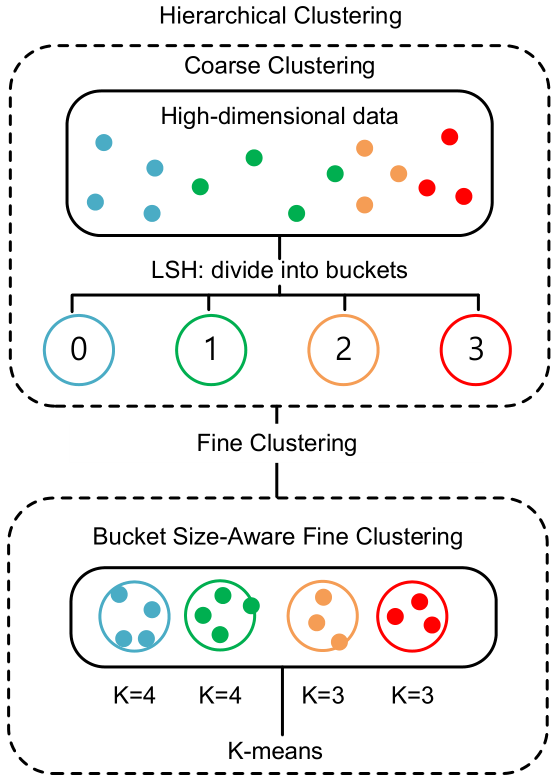 Hierarchical Clustering
Coarse Clustering
High-dimensional data
LSH: divide into buckets
0 1 2 3
Fine Clustering
Bucket Size-Aware Fine Clustering
K=4 K=4 K=3 K=3
K-means